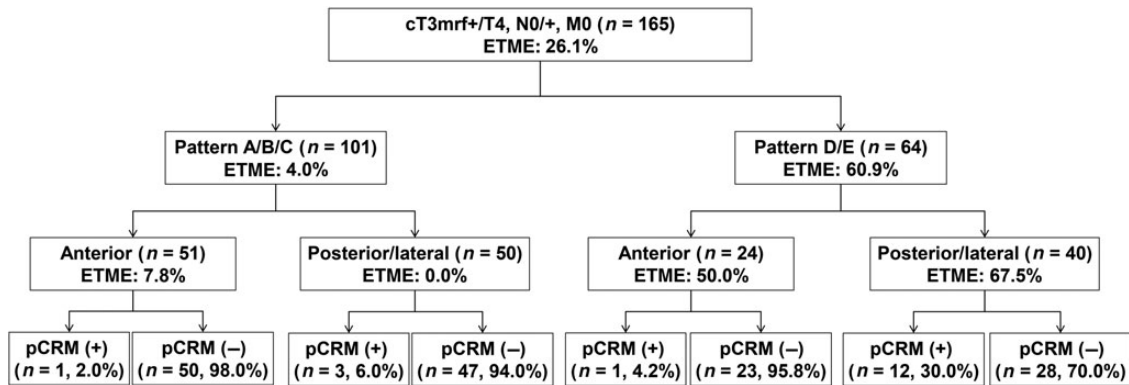 cT3mrf+/T4, N0/+, M0 (n = 165)
ETME: 26.1%
Pattern A/B/C (n = 101)
ETME: 4.0%
Pattern D/E (n = 64)
ETME: 60.9%
Anterior (n = 51)
ETME: 7.8%
Posterior/lateral (n = 50)
ETME: 0.0%
Anterior (n = 24)
ETME: 50.0%
Posterior/lateral (n = 40)
ETME: 67.5%
pCRM (+)
(n = 1, 2.0%)
pCRM (–)
(n = 50, 98.0%)
pCRM (+)
(n = 3, 6.0%)
pCRM (–)
(n = 47, 94.0%)
pCRM (+)
(n = 1, 4.2%)
pCRM (–)
(n = 23, 95.8%)
pCRM (+)
(n = 12, 30.0%)
pCRM (–)
(n = 28, 70.0%)